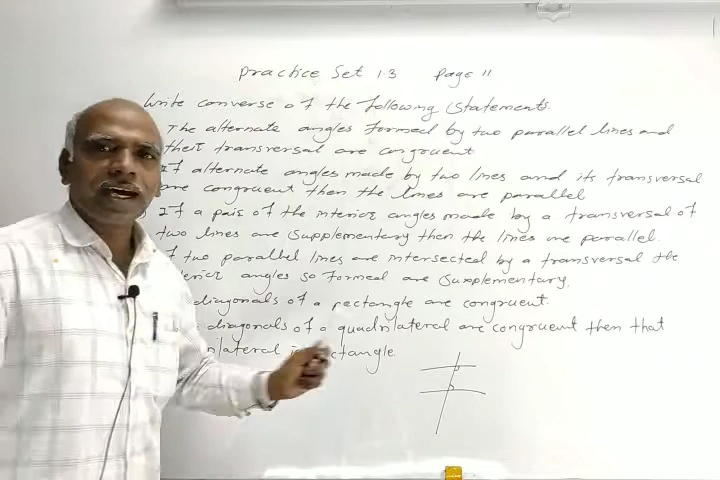 Practice Set 1.3 Page 11
Write converse of the following statements.
The alternate angles formed by two parallel lines and
their transversal are congruent
If alternate angles made by two lines and its transversal
are congruent then the lines are parallel
If a pair of the interior angles made by a transversal of
two lines are supplementary then the lines are parallel.
two parallel lines are intersected by a transversal the
angles so formed are supplementary.
diagonals of a rectangle are congruent.
diagonals of a quadrilateral are congruent then that